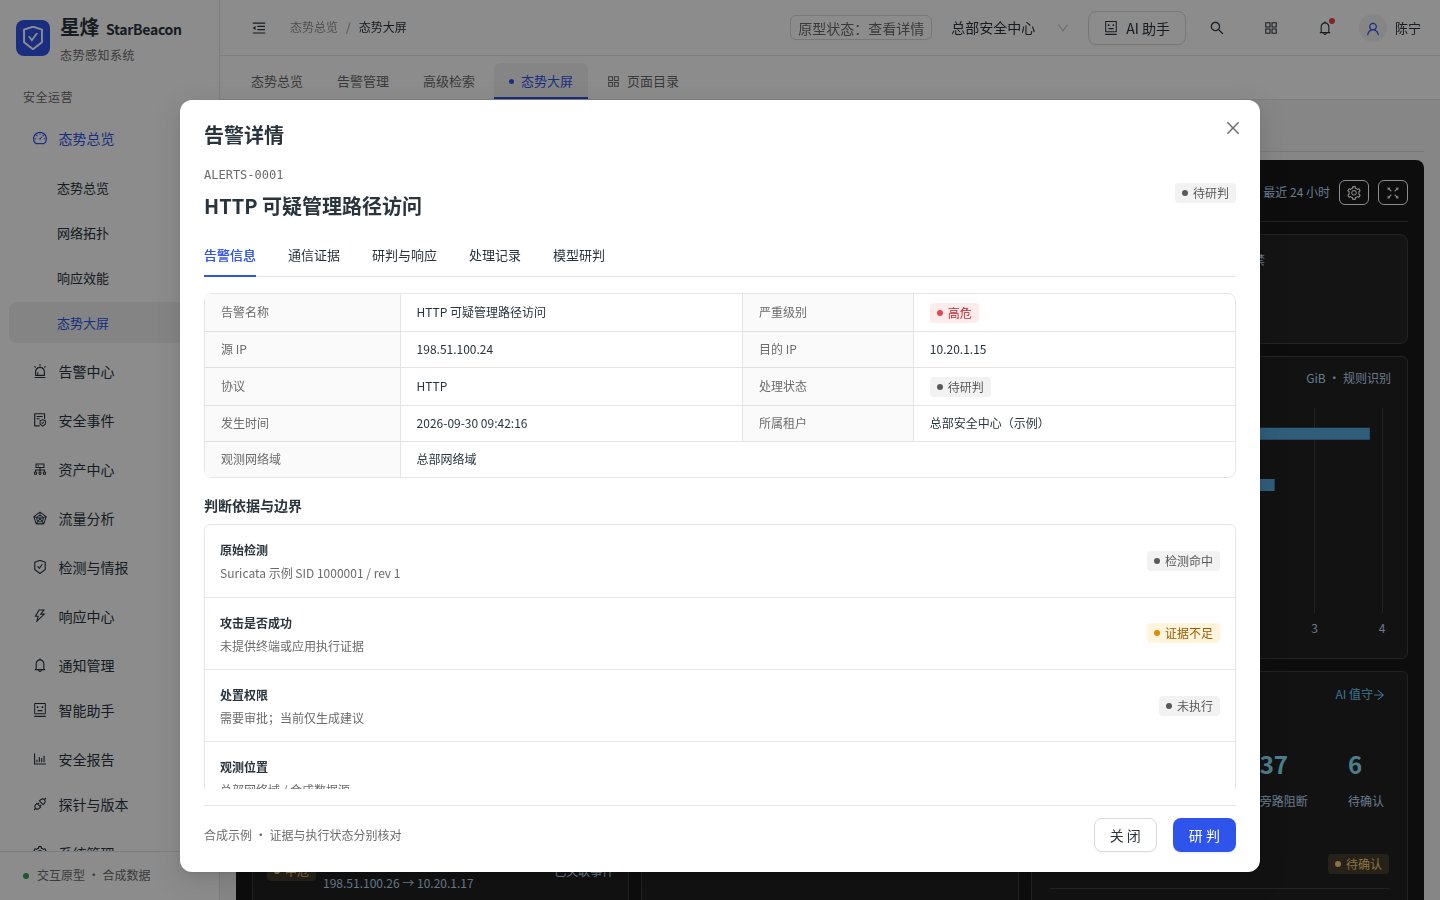 星烽 StarBeacon
态势感知系统
态势总览 / 态势大屏
原型状态：查看详情
总部安全中心
AI 助手
陈宁
态势总览
告警管理
高级检索
态势大屏
页面目录
安全运营
态势总览
态势总览
网络拓扑
响应效能
态势大屏
告警中心
安全事件
资产中心
流量分析
检测与情报
响应中心
通知管理
智能助手
安全报告
探针与版本
系统管理
交互原型 · 合成数据
最近 24 小时
GiB · 规则识别
3
4
AI 值守→
37
6
旁路阻断
待确认
待确认
198.51.100.26 → 10.20.1.17
告警详情
ALERTS-0001
HTTP 可疑管理路径访问
待研判
告警信息
通信证据
研判与响应
处理记录
模型研判
告警名称 HTTP 可疑管理路径访问 严重级别 高危
源 IP 198.51.100.24 目的 IP 10.20.1.15
协议 HTTP 处理状态 待研判
发生时间 2026-09-30 09:42:16 所属租户 总部安全中心（示例）
观测网络域 总部网络域
判断依据与边界
原始检测
Suricata 示例 SID 1000001 / rev 1
检测命中
攻击是否成功
未提供终端或应用执行证据
证据不足
处置权限
需要审批；当前仅生成建议
未执行
观测位置
总部网络域 / 合成数据源
合成示例 · 证据与执行状态分别核对
关 闭
研 判